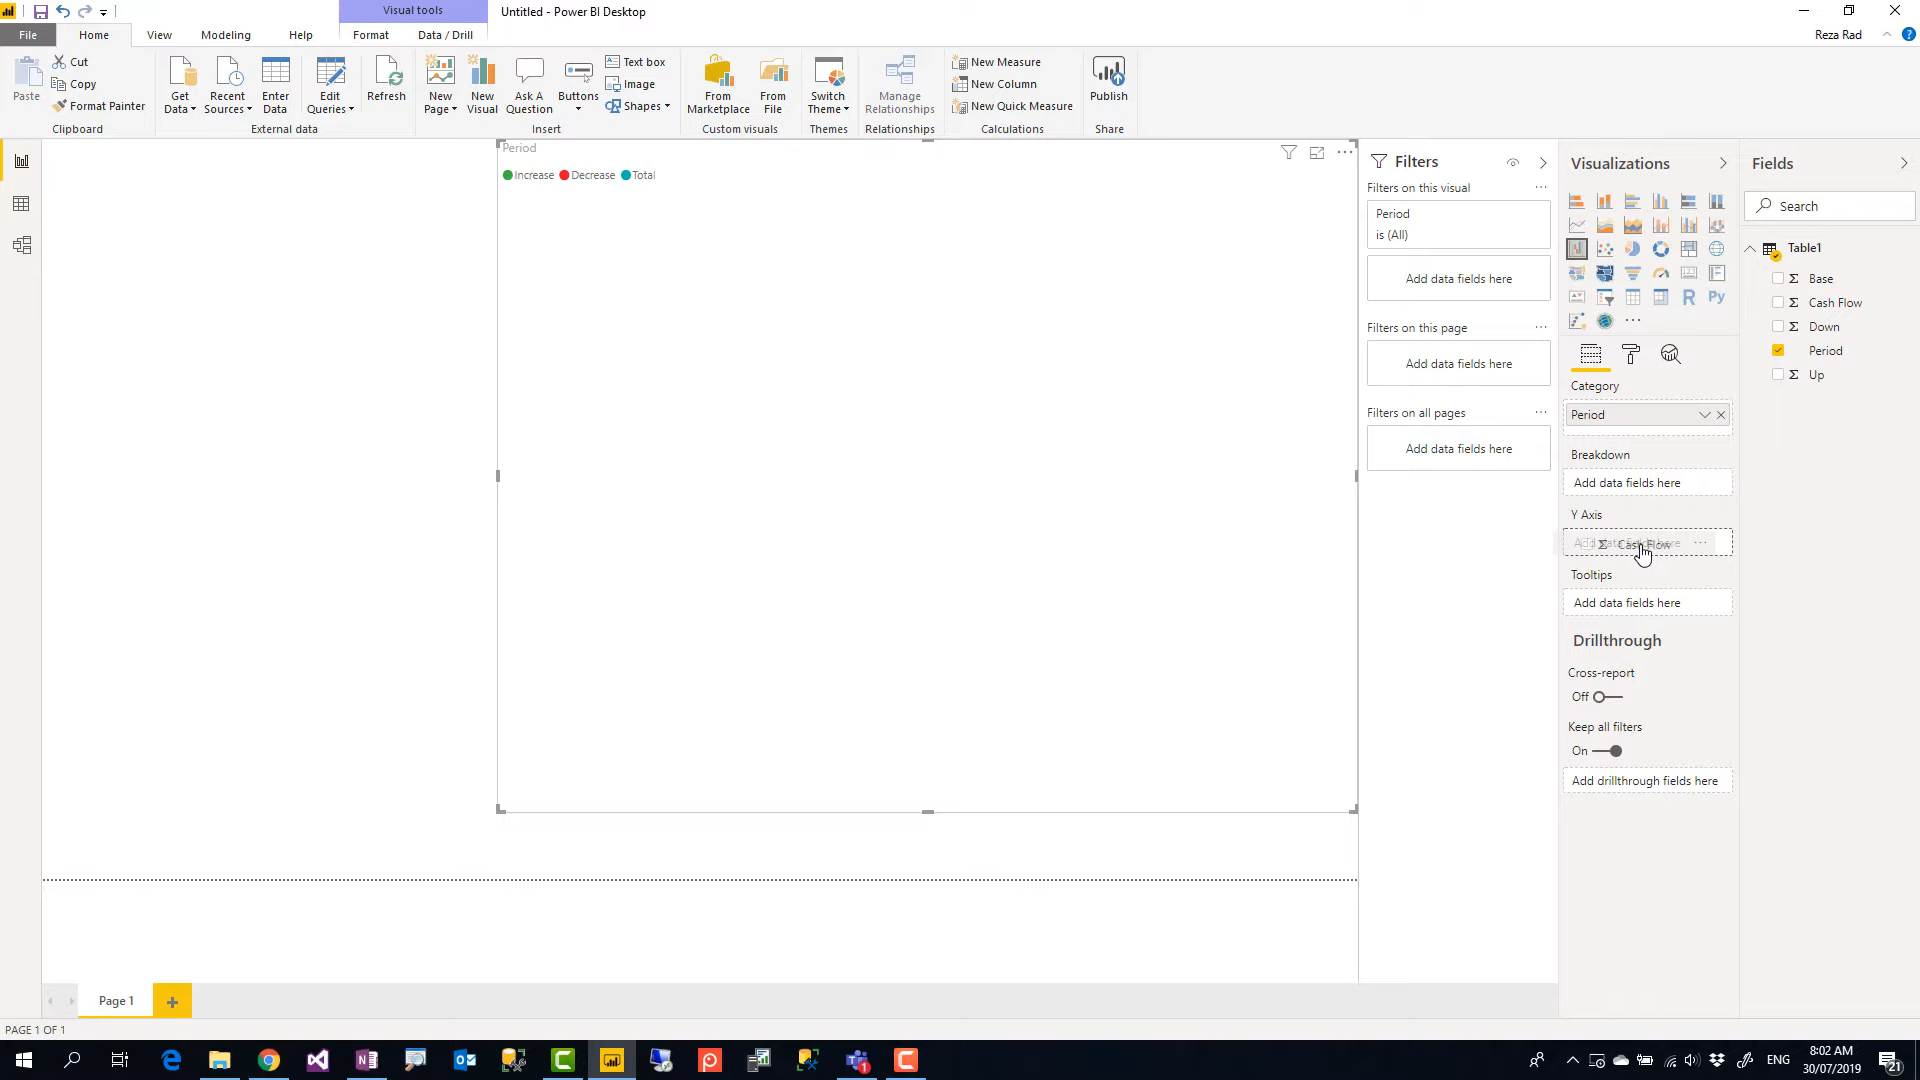 Visual tools
Untitled - Power BI Desktop
File
Home
View
Modeling
Help
Format
Data / Drill
Reza Rad
Paste
Cut
Copy
Format Painter
Clipboard
Get Data
Recent Sources
Enter Data
Edit Queries
Refresh
External data
New Page
New Visual
Ask A Question
Buttons
Text box
Image
Shapes
Insert
From Marketplace
From File
Custom visuals
Switch Theme
Themes
Manage Relationships
Relationships
New Measure
New Column
New Quick Measure
Calculations
Publish
Share
Period
Increase
Decrease
Total
Filters
Filters on this visual
Period
is (All)
Add data fields here
Filters on this page
Add data fields here
Filters on all pages
Add data fields here
Visualizations
R
Py
Category
Period
Breakdown
Add data fields here
Y Axis
Add data fields here
Σ Cash Flow
Tooltips
Add data fields here
Drillthrough
Cross-report
Off
Keep all filters
On
Add drillthrough fields here
Fields
Search
Table1
Σ Base
Σ Cash Flow
Σ Down
Period
Σ Up
Page 1
PAGE 1 OF 1
ENG
8:02 AM
30/07/2019
21